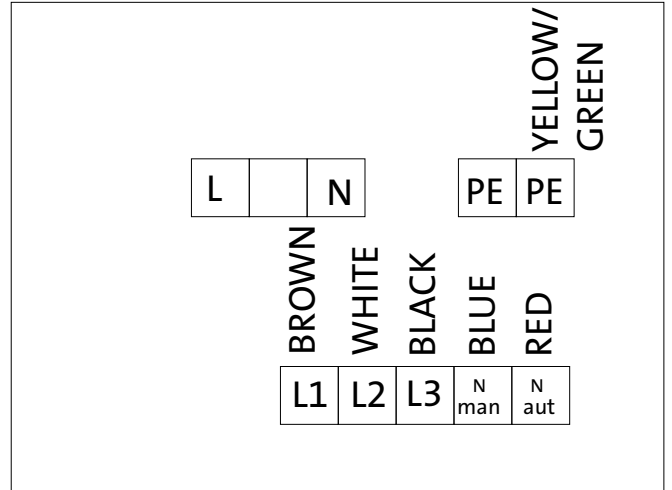 YELLOW/
GREEN
L N PE PE
BROWN
WHITE
BLACK
BLUE
RED
L1 L2 L3 N man N aut